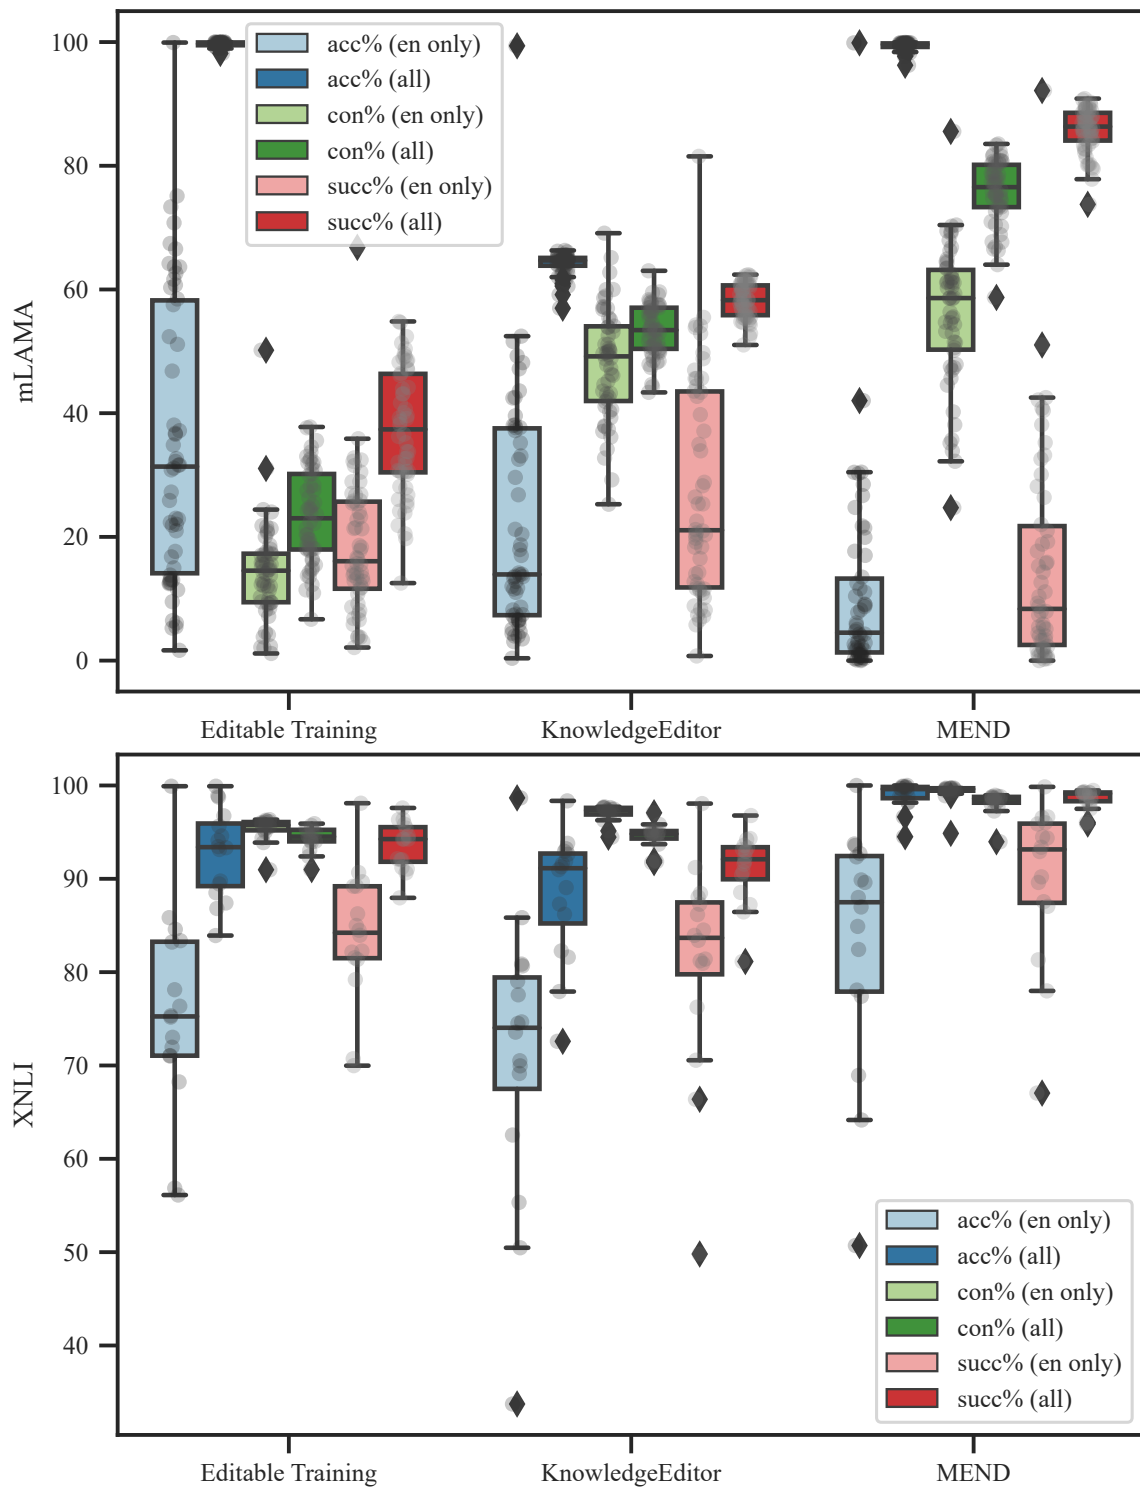 mLAMA
100
80
60
40
20
0
acc% (en only)
acc% (all)
con% (en only)
con% (all)
succ% (en only)
succ% (all)
Editable Training
KnowledgeEditor
MEND
XNLI
100
90
80
70
60
50
40
acc% (en only)
acc% (all)
con% (en only)
con% (all)
succ% (en only)
succ% (all)
Editable Training
KnowledgeEditor
MEND